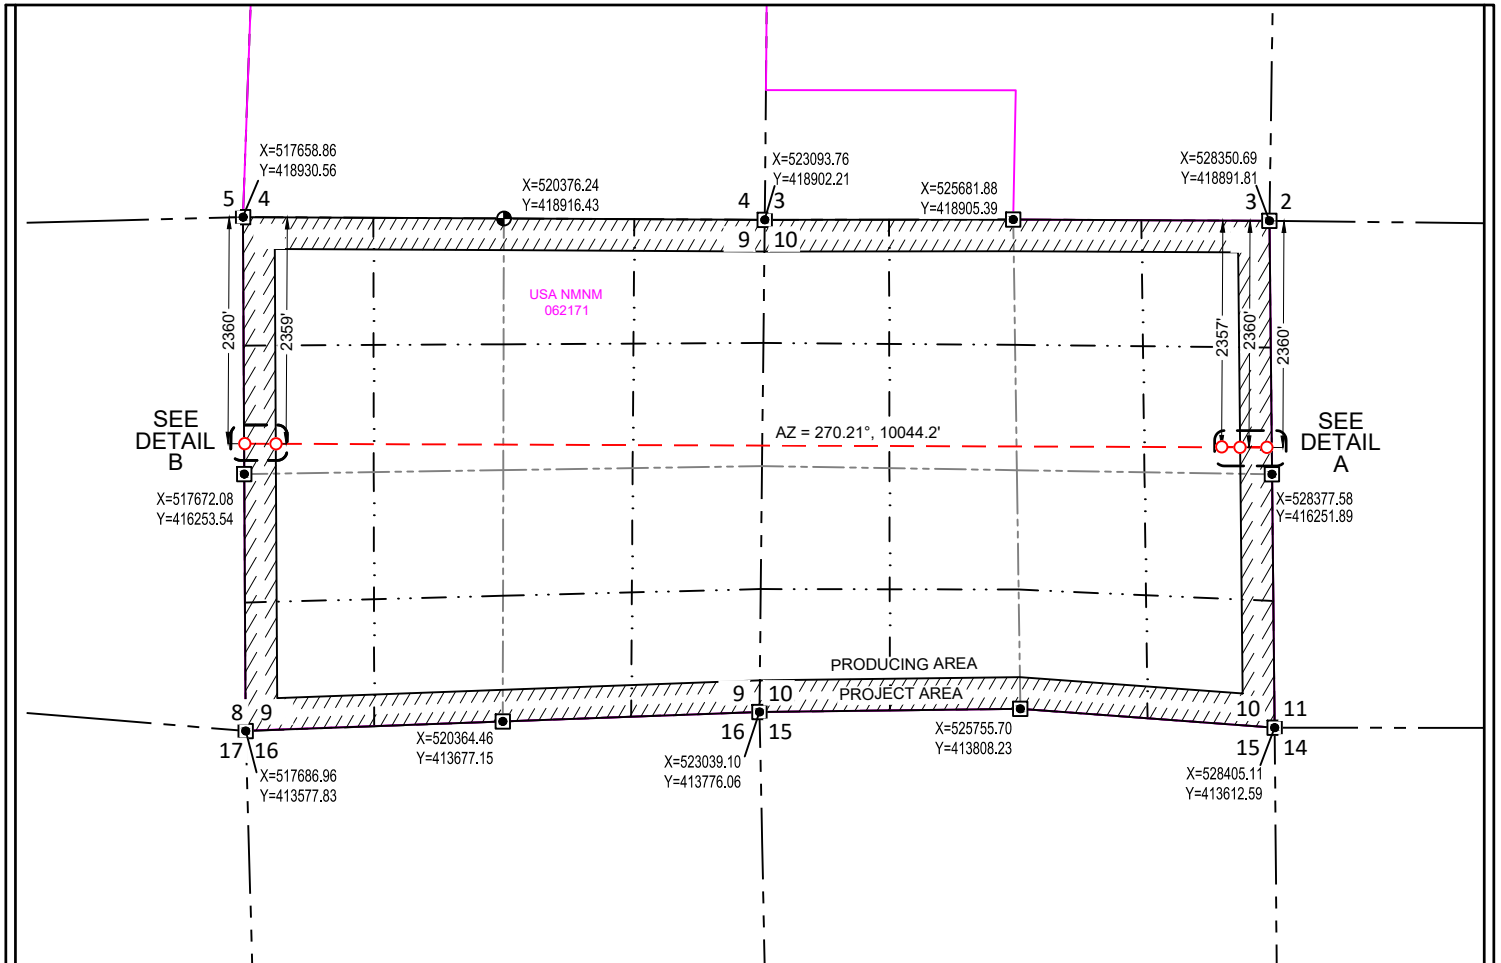 X=517658.86
Y=418930.56
X=520376.24
Y=418916.43
X=523093.76
Y=418902.21
X=525681.88
Y=418905.39
X=528350.69
Y=418891.81
5 4
4 3
3 2
9 10
USA NMNM
062171
2360'
2359'
2357'
2360'
2360'
SEE
DETAIL
B
AZ = 270.21°, 10044.2'
SEE
DETAIL
A
X=517672.08
Y=416253.54
X=528377.58
Y=416251.89
PRODUCING AREA
PROJECT AREA
8 9
9 10
10 11
17 16
16 15
15 14
X=517686.96
Y=413577.83
X=520364.46
Y=413677.15
X=523039.10
Y=413776.06
X=525755.70
Y=413808.23
X=528405.11
Y=413612.59